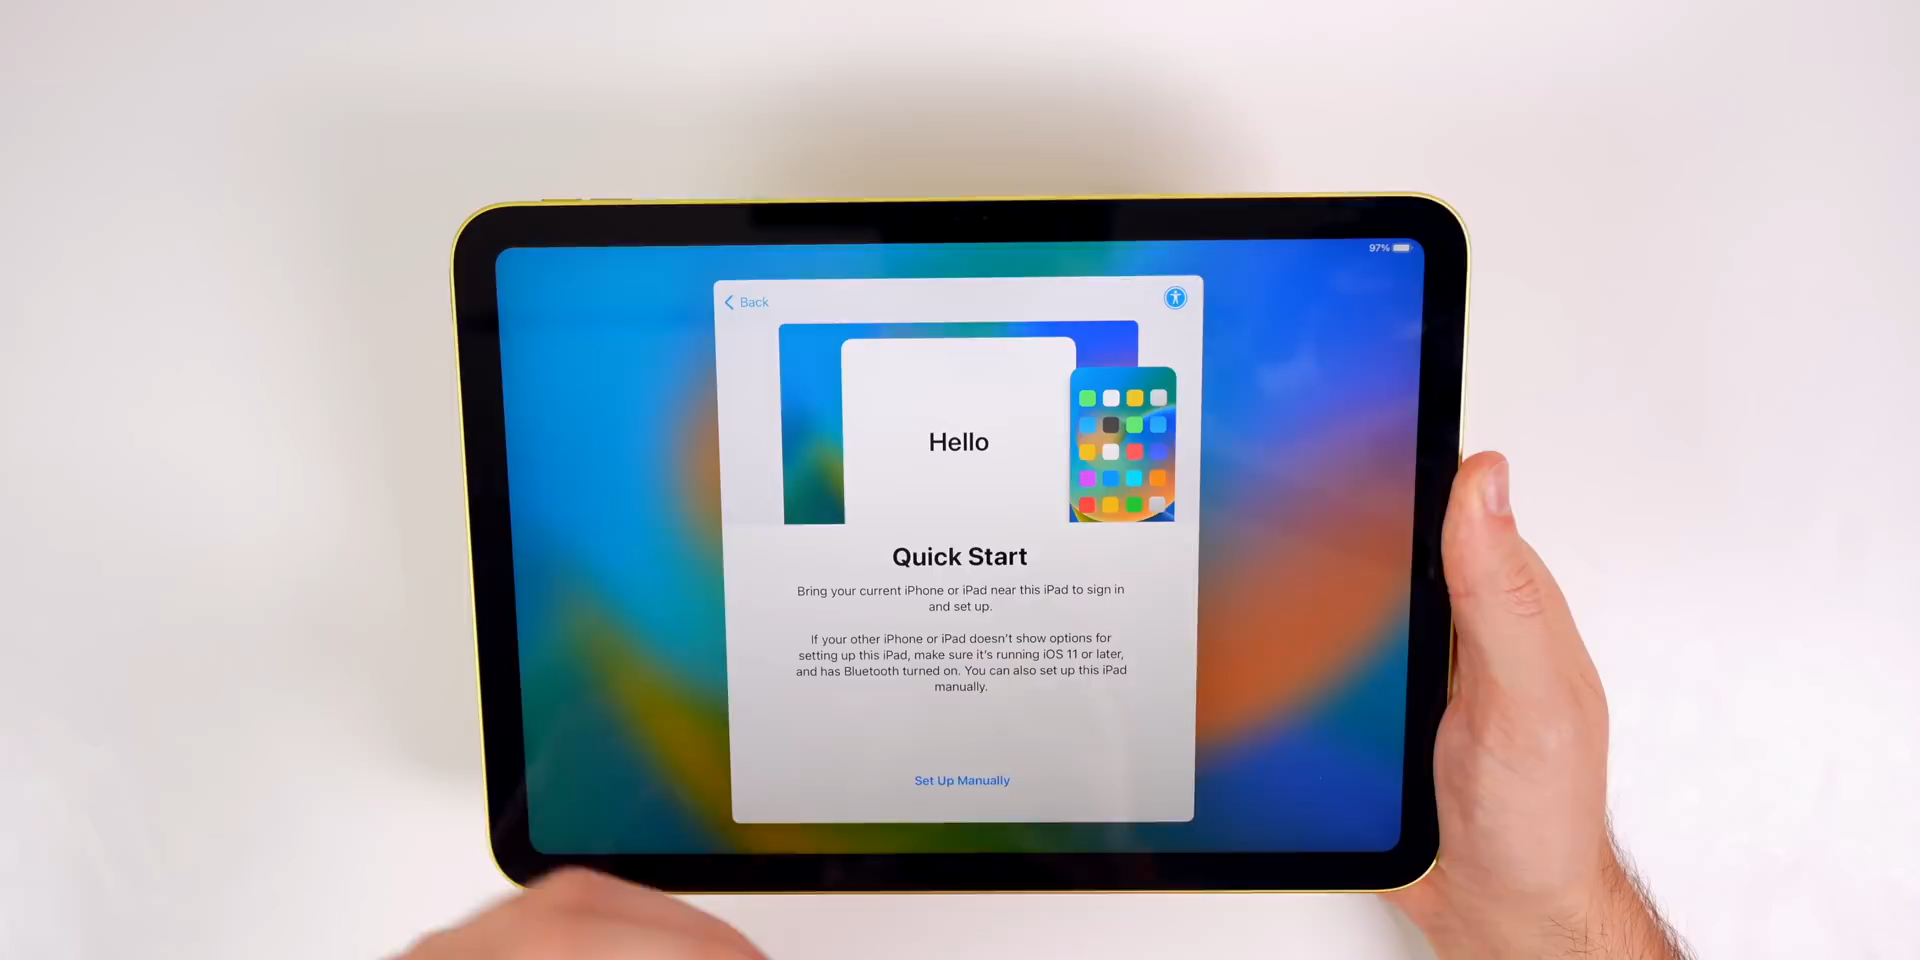 97%
Back
Hello
Quick Start
Bring your current iPhone or iPad near this iPad to sign in
and set up.
If your other iPhone or iPad doesn't show options for
setting up this iPad, make sure it's running iOS 11 or later,
and has Bluetooth turned on. You can also set up this iPad
manually.
Set Up Manually